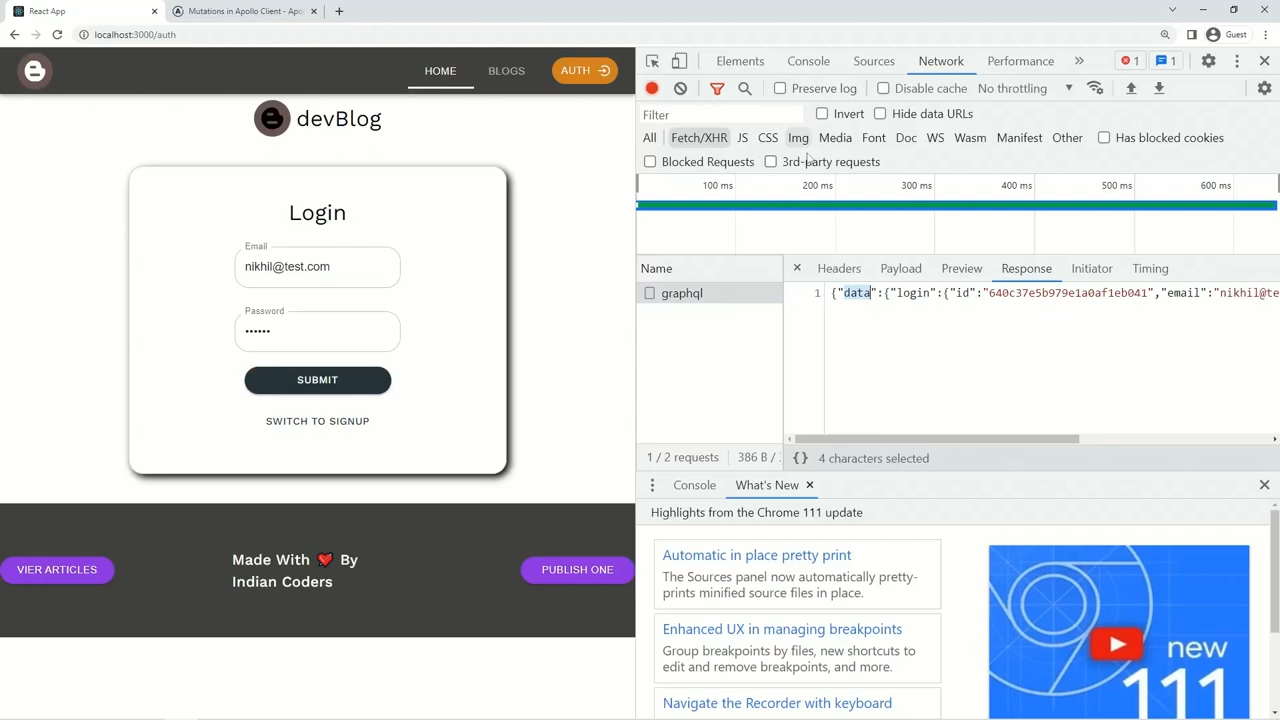 React App
Mutations in Apollo Client - Apo
localhost:3000/auth
Guest
HOME
BLOGS
AUTH
devBlog
Login
Email
nikhil@test.com
Password
••••••
SUBMIT
SWITCH TO SIGNUP
VIER ARTICLES
Made With ❤ By
Indian Coders
PUBLISH ONE
Elements Console Sources Network Performance 1 1
Preserve log Disable cache No throttling
Filter Invert Hide data URLs
All Fetch/XHR JS CSS Img Media Font Doc WS Wasm Manifest Other Has blocked cookies
Blocked Requests 3rd-party requests
100 ms 200 ms 300 ms 400 ms 500 ms 600 ms
Name × Headers Payload Preview Response Initiator Timing
graphql
1 {"data":{"login":{"id":"640c37e5b979e1a0af1eb041","email":"nikhil@te
1 / 2 requests 386 B / {} 4 characters selected
Console What's New ×
Highlights from the Chrome 111 update
Automatic in place pretty print
The Sources panel now automatically pretty-
prints minified source files in place.
Enhanced UX in managing breakpoints
Group breakpoints by files, new shortcuts to
edit and remove breakpoints, and more.
Navigate the Recorder with keyboard
new
111